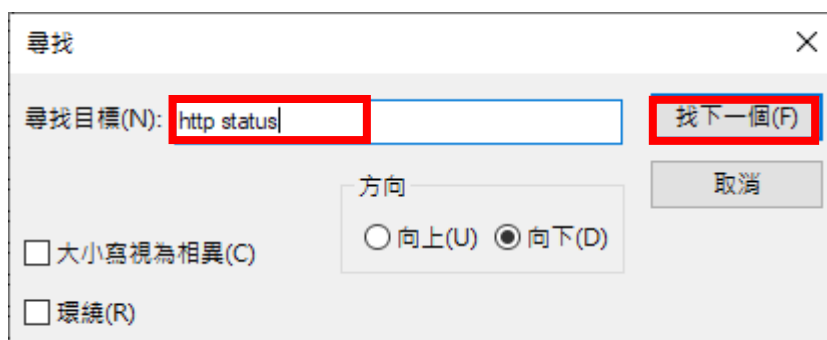 尋找
尋找目標(N): http status 找下一個(F)
取消
方向
向上(U) 向下(D)
大小寫視為相異(C)
環繞(R)